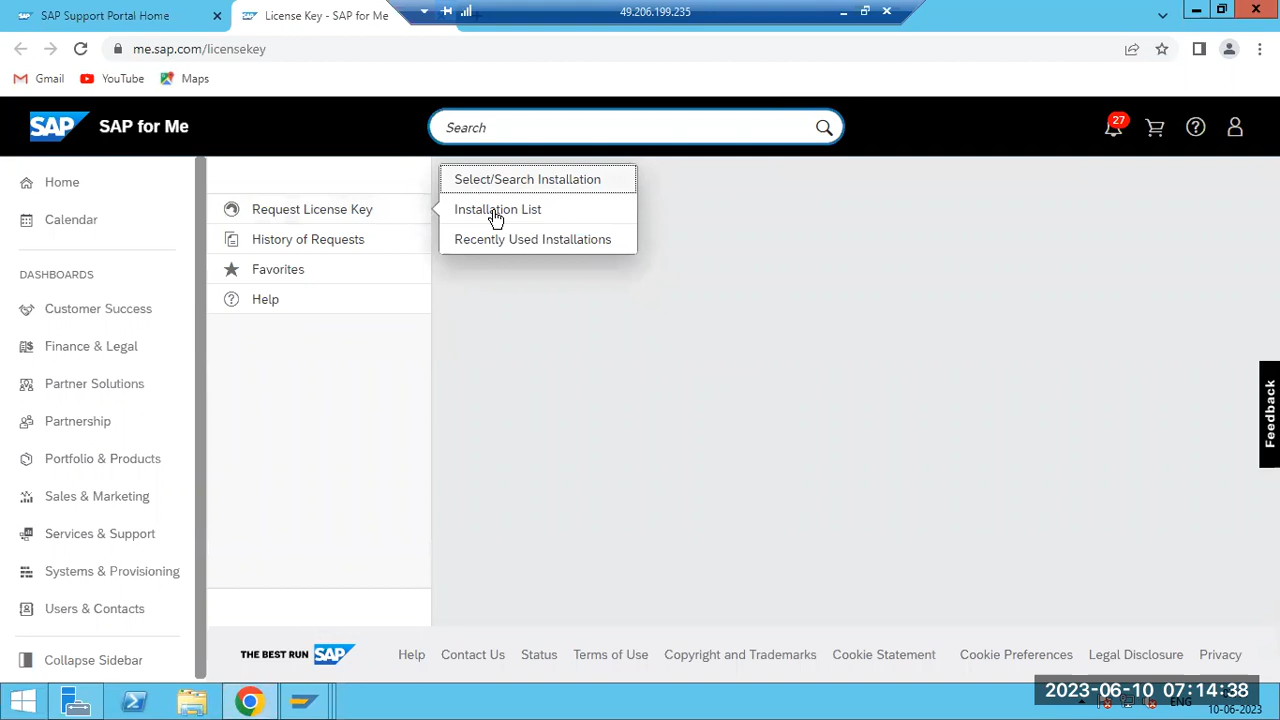 SAP Support Portal Home
License Key - SAP for Me
49.206.199.235
me.sap.com/licensekey
Gmail
YouTube
Maps
SAP
SAP for Me
Search
27
Home
Calendar
DASHBOARDS
Customer Success
Finance & Legal
Partner Solutions
Partnership
Portfolio & Products
Sales & Marketing
Services & Support
Systems & Provisioning
Users & Contacts
Collapse Sidebar
Request License Key
History of Requests
Favorites
Help
Select/Search Installation
Installation List
Recently Used Installations
Feedback
THE BEST RUN SAP
Help
Contact Us
Status
Terms of Use
Copyright and Trademarks
Cookie Statement
Cookie Preferences
Legal Disclosure
Privacy
2023-06-10 07:14:38
ENG
10-06-2023